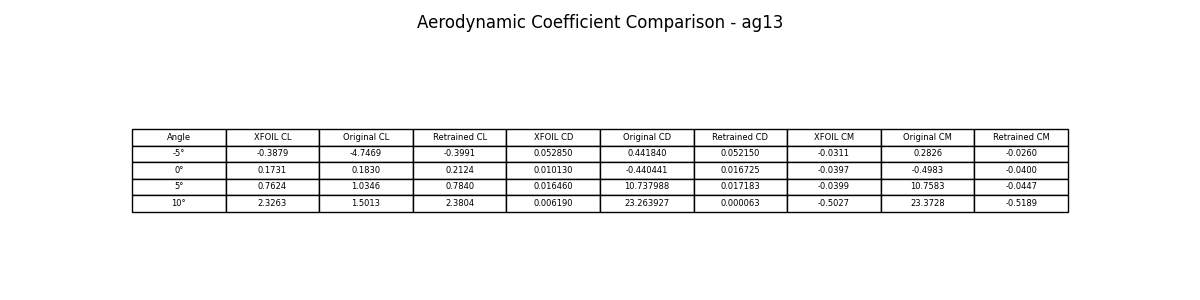 Aerodynamic Coefficient Comparison - ag13
Angle XFOIL CL Original CL Retrained CL XFOIL CD Original CD Retrained CD XFOIL CM Original CM Retrained CM
-5° -0.3879 -4.7469 -0.3991 0.052850 0.441840 0.052150 -0.0311 0.2826 -0.0260
0° 0.1731 0.1830 0.2124 0.010130 -0.440441 0.016725 -0.0397 -0.4983 -0.0400
5° 0.7624 1.0346 0.7840 0.016460 10.737988 0.017183 -0.0399 10.7583 -0.0447
10° 2.3263 1.5013 2.3804 0.006190 23.263927 0.000063 -0.5027 23.3728 -0.5189